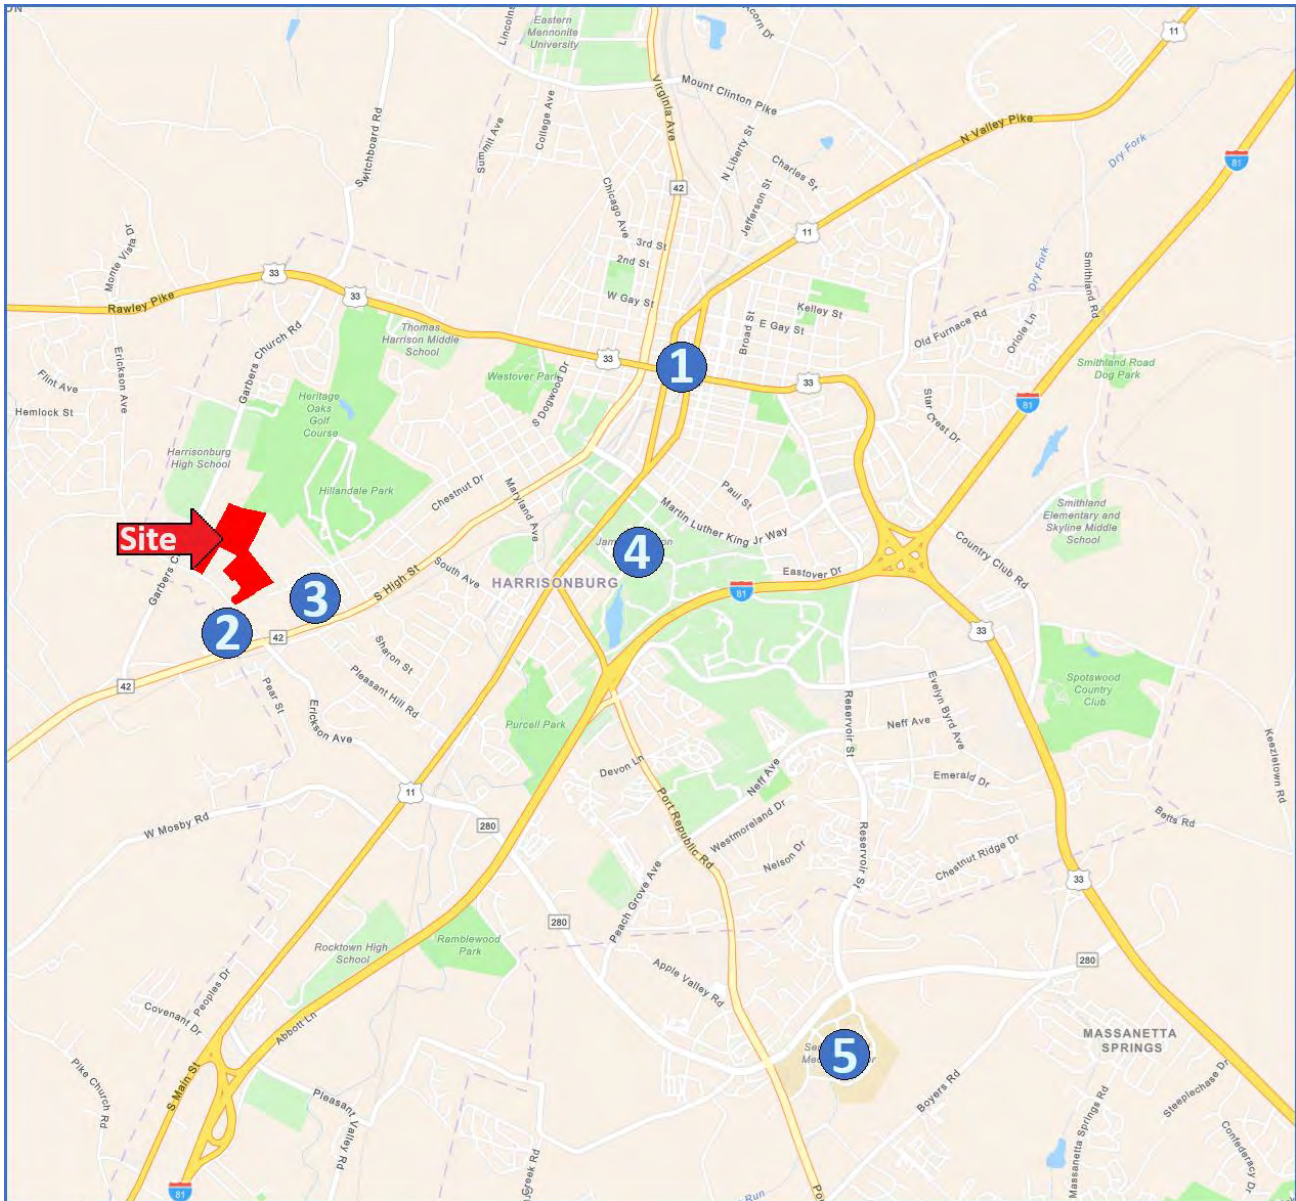 ON
Eastern
Mennonite
University
Lincoln
Acorn Dr
11
Mount Clinton Pike
Virginia Ave
College Ave
Summit Ave
Switchboard Rd
N Liberty St
N Valley Pike
Dry Fork
81
Charles St
Chicago Ave
42
Jefferson St
3rd St
2nd St
11
Monte Vista Dr
33
33
Rawley Pike
W Gay St
Kelley St
E Gay St
Broad St
Dry Fork
Smithland Rd
Old Furnace Rd
Oriole Ln
Garbers Church Rd
Thomas
Harrison Middle
School
33
1
33
Smithland Road
Dog Park
Erickson Ave
Flint Ave
Hemlock St
Westover Park
S Dogwood Dr
Heritage
Oaks
Golf
Course
81
Star Crest Dr
Harrisonburg
High School
Hillandale Park
Chestnut Dr
Maryland Ave
Paul St
Martin Luther King Jr Way
Smithland
Elementary and
Skyline Middle
School
Site
4
Country Club Rd
Garbers C
South Ave
HARRISONBURG
Eastover Dr
81
S High St
3
2
42
33
Sharon St
42
Pear St
Pleasant Hill Rd
Erickson Ave
Purcell Park
Reservoir St
Evelyn Byrd Ave
Neff Ave
Spotswood
Country
Club
Keezletown Rd
Devon Ln
Neff Ave
Emerald Dr
11
Port Republic Rd
W Mosby Rd
280
Westmoreland Dr
Betts Rd
Nelson Dr
Reservoir St
Chestnut Ridge Dr
33
Peach Grove Ave
280
Rocktown High
School
Ramblewood
Park
Apple Valley Rd
280
Peoples Dr
Covenant Dr
Abbott Ln
MASSANETTA
SPRINGS
5
Pike Church Rd
S Main St
Pleasant Valley Rd
Boyers Rd
Steeplechase Dr
Massanetta Springs Rd
Confederacy Dr
Creek Rd
81
Run